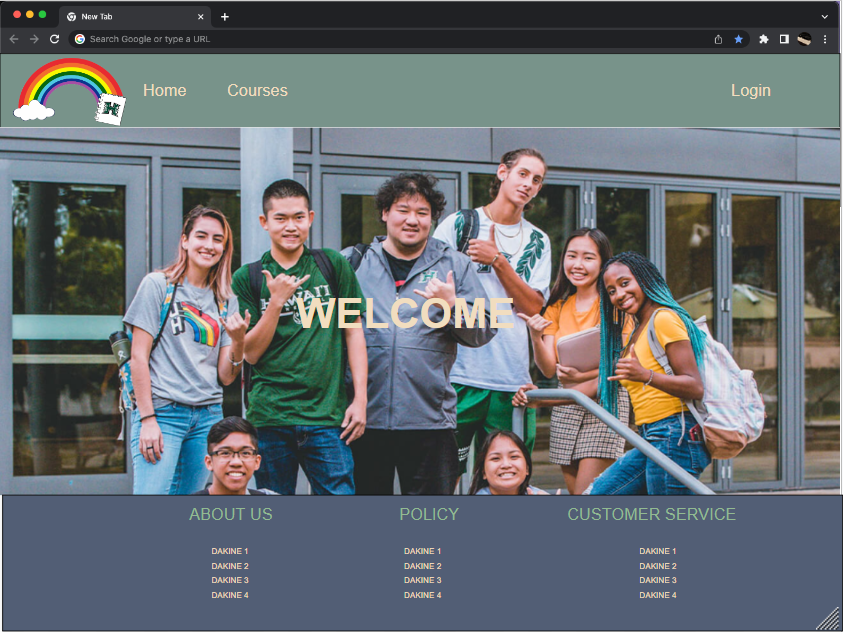 New Tab
Search Google or type a URL
H
Home
Courses
Login
HAWAI'I
H
WELCOME
ABOUT US
POLICY
CUSTOMER SERVICE
DAKINE 1
DAKINE 1
DAKINE 1
DAKINE 2
DAKINE 2
DAKINE 2
DAKINE 3
DAKINE 3
DAKINE 3
DAKINE 4
DAKINE 4
DAKINE 4